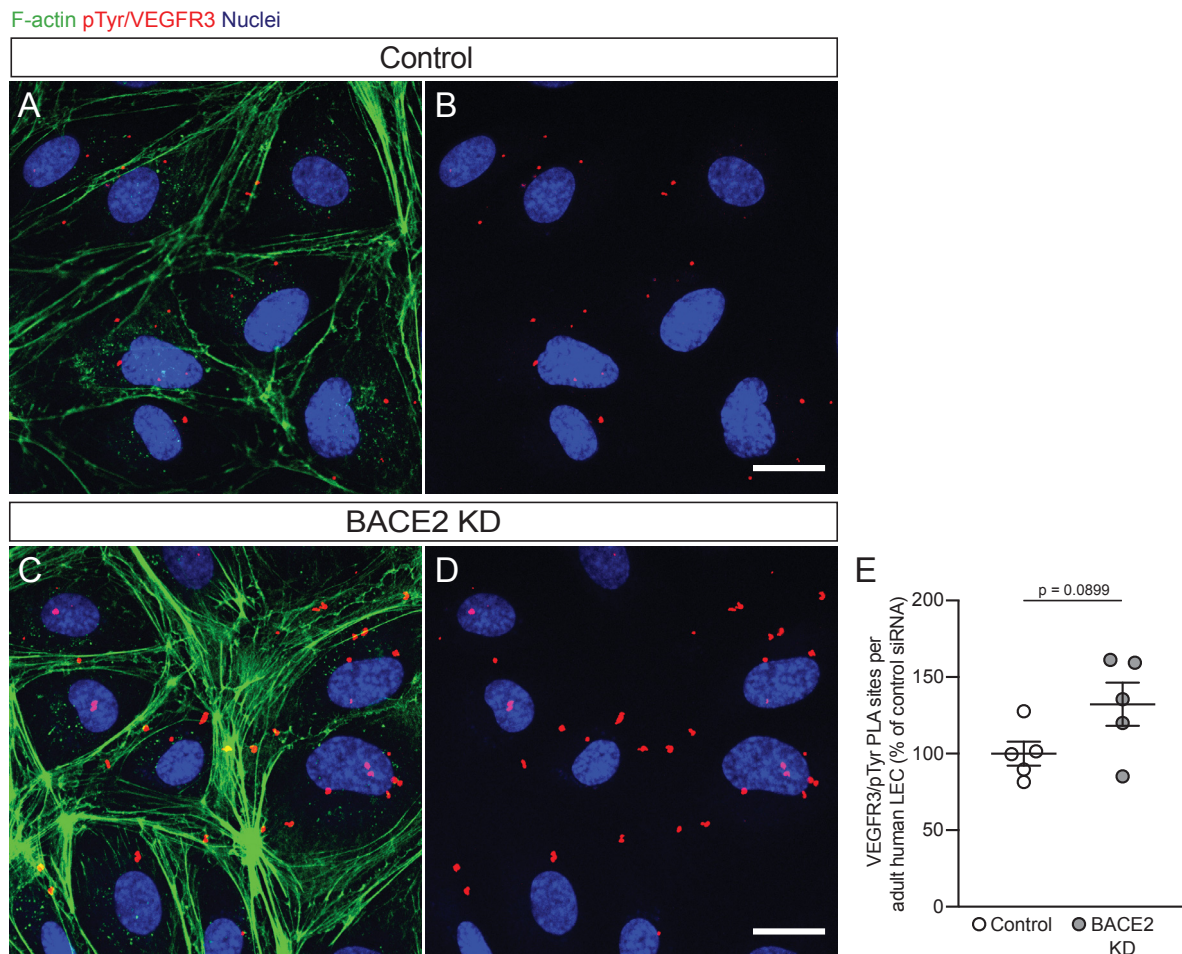 F-actin pTyr/VEGFR3 Nuclei
Control
A
B
BACE2 KD
C
D
E
p = 0.0899
VEGFR3/pTyr PLA sites per
adult human LEC (% of control siRNA)
200
150
100
50
0
Control
BACE2
KD